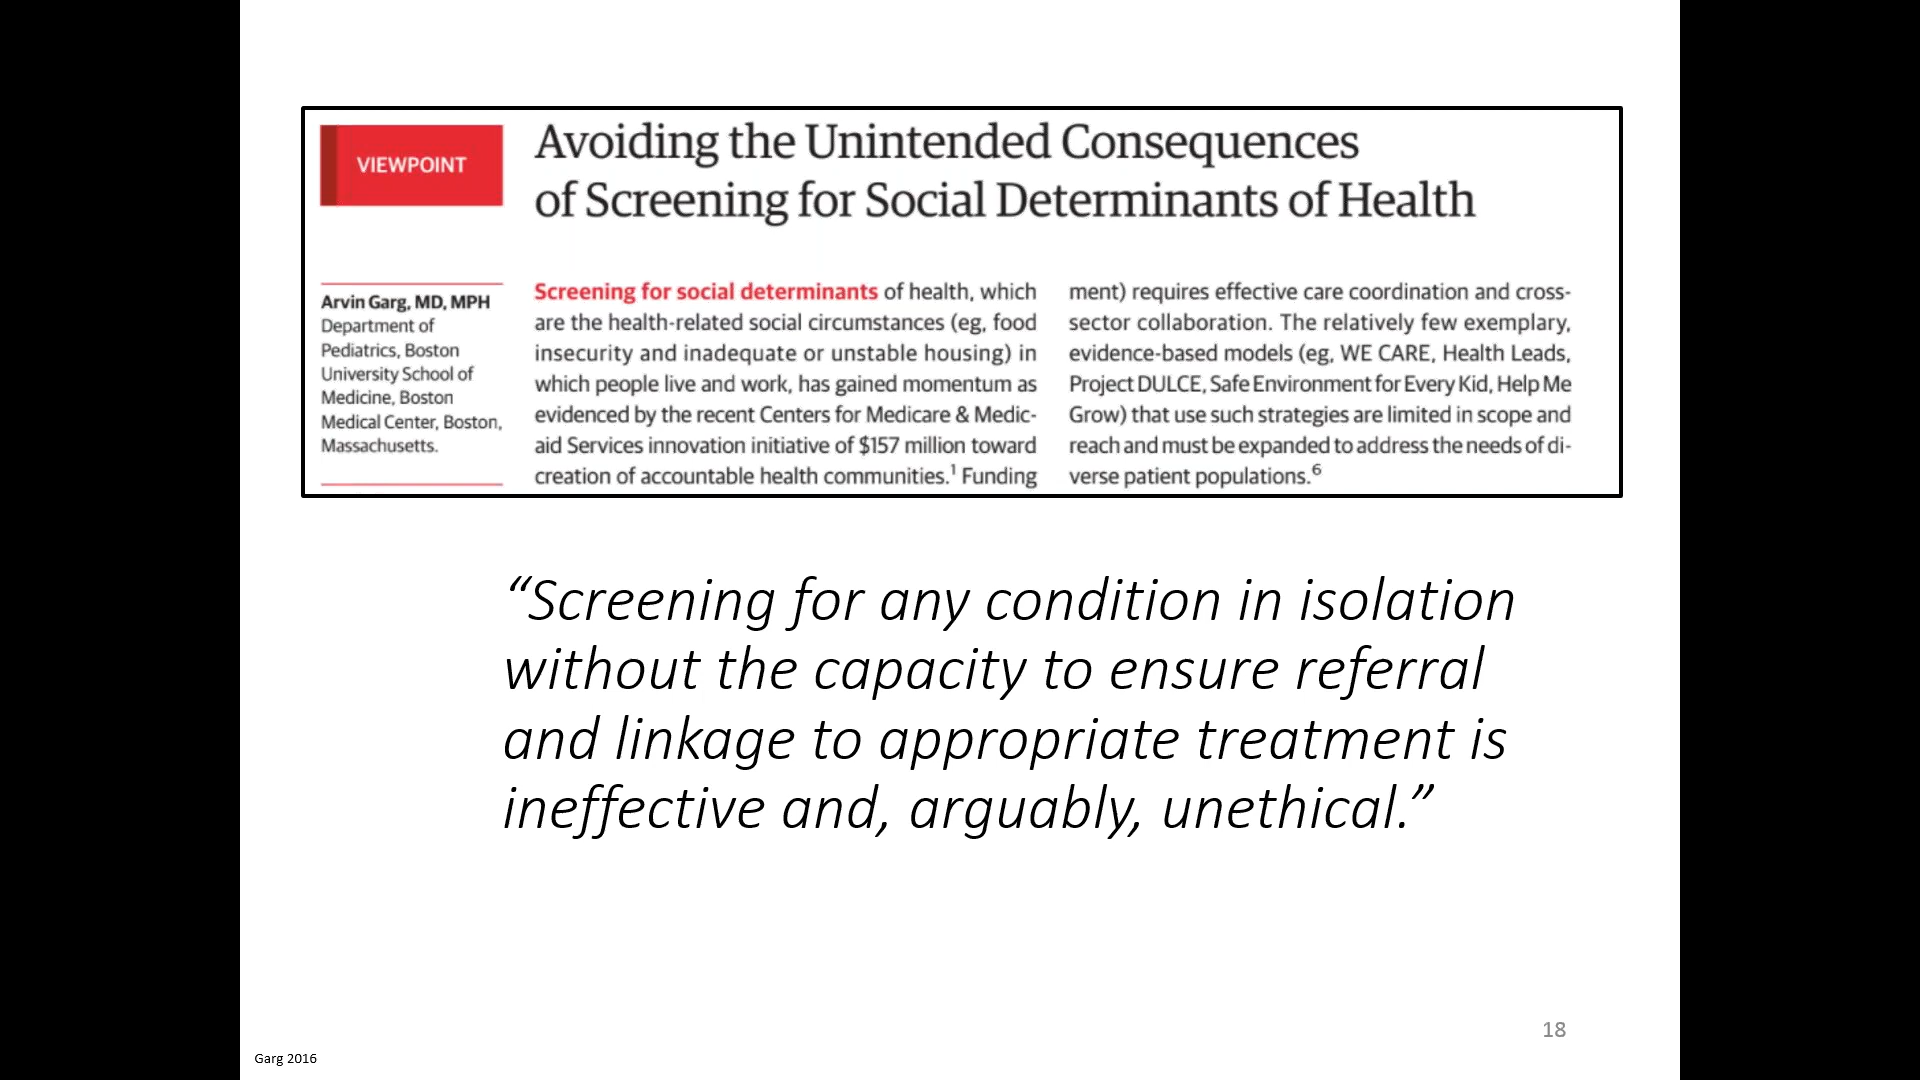 VIEWPOINT
Avoiding the Unintended Consequences
of Screening for Social Determinants of Health
Arvin Garg, MD, MPH
Department of
Pediatrics, Boston
University School of
Medicine, Boston
Medical Center, Boston,
Massachusetts.
Screening for social determinants of health, which
are the health-related social circumstances (eg, food
insecurity and inadequate or unstable housing) in
which people live and work, has gained momentum as
evidenced by the recent Centers for Medicare & Medic-
aid Services innovation initiative of $157 million toward
creation of accountable health communities.¹ Funding
ment) requires effective care coordination and cross-
sector collaboration. The relatively few exemplary,
evidence-based models (eg, WE CARE, Health Leads,
Project DULCE, Safe Environment for Every Kid, Help Me
Grow) that use such strategies are limited in scope and
reach and must be expanded to address the needs of di-
verse patient populations.⁶
“Screening for any condition in isolation
without the capacity to ensure referral
and linkage to appropriate treatment is
ineffective and, arguably, unethical.”
18
Garg 2016